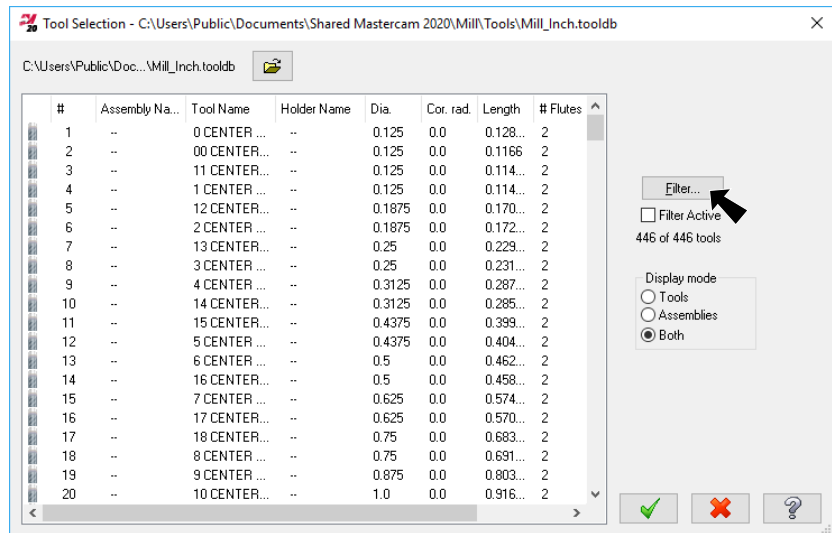 20 Tool Selection - C:\Users\Public\Documents\Shared Mastercam 2020\Mill\Tools\Mill_Inch.tooldb
C:\Users\Public\Doc...\Mill_Inch.tooldb
# Assembly Na... Tool Name Holder Name Dia. Cor. rad. Length # Flutes
1 -- 0 CENTER ... -- 0.125 0.0 0.128... 2
2 -- 00 CENTER... -- 0.125 0.0 0.1166 2
3 -- 11 CENTER... -- 0.125 0.0 0.114... 2
4 -- 1 CENTER ... -- 0.125 0.0 0.114... 2
5 -- 12 CENTER... -- 0.1875 0.0 0.170... 2
6 -- 2 CENTER ... -- 0.1875 0.0 0.172... 2
7 -- 13 CENTER... -- 0.25 0.0 0.229... 2
8 -- 3 CENTER ... -- 0.25 0.0 0.231... 2
9 -- 4 CENTER ... -- 0.3125 0.0 0.287... 2
10 -- 14 CENTER... -- 0.3125 0.0 0.285... 2
11 -- 15 CENTER... -- 0.4375 0.0 0.399... 2
12 -- 5 CENTER ... -- 0.4375 0.0 0.404... 2
13 -- 6 CENTER ... -- 0.5 0.0 0.462... 2
14 -- 16 CENTER... -- 0.5 0.0 0.458... 2
15 -- 7 CENTER ... -- 0.625 0.0 0.574... 2
16 -- 17 CENTER... -- 0.625 0.0 0.570... 2
17 -- 18 CENTER... -- 0.75 0.0 0.683... 2
18 -- 8 CENTER ... -- 0.75 0.0 0.691... 2
19 -- 9 CENTER ... -- 0.875 0.0 0.803... 2
20 -- 10 CENTER... -- 1.0 0.0 0.916... 2
Filter...
Filter Active
446 of 446 tools
Display mode
Tools
Assemblies
Both